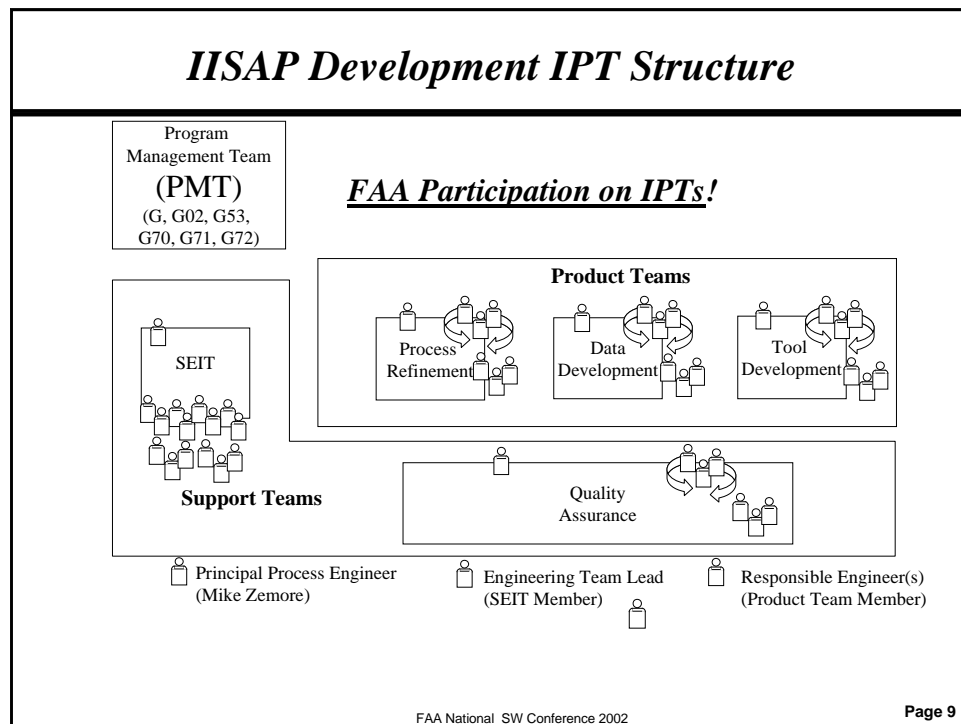 IISAP Development IPT Structure
Program
Management Team
(PMT)
(G, G02, G53,
G70, G71, G72)
FAA Participation on IPTs!
Product Teams
Process
Refinement
Data
Development
Tool
Development
SEIT
Support Teams
Quality
Assurance
Principal Process Engineer
(Mike Zemore)
Engineering Team Lead
(SEIT Member)
Responsible Engineer(s)
(Product Team Member)
FAA National SW Conference 2002
Page 9